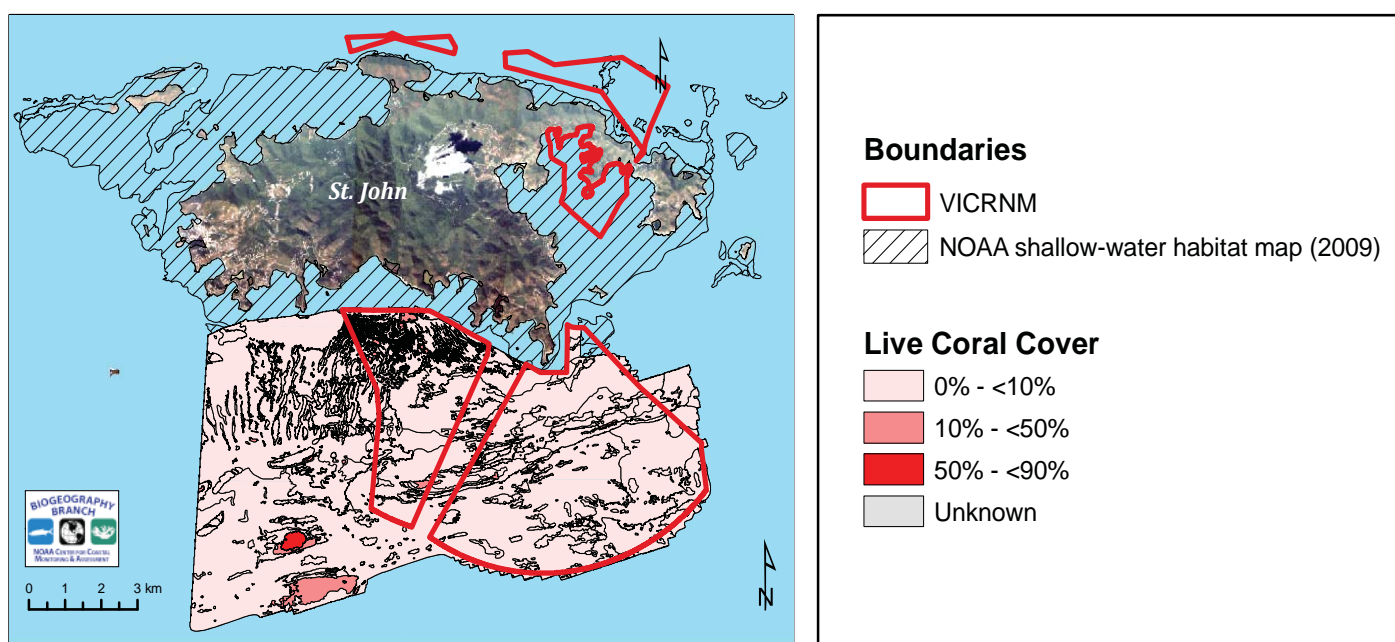 St. John
BIOGEOGRAPHY
BRANCH
NOAA CENTER FOR COASTAL
MONITORING & ASSESSMENT
0 1 2 3 km
N
N
Boundaries
VICRNM
NOAA shallow-water habitat map (2009)
Live Coral Cover
0% - <10%
10% - <50%
50% - <90%
Unknown